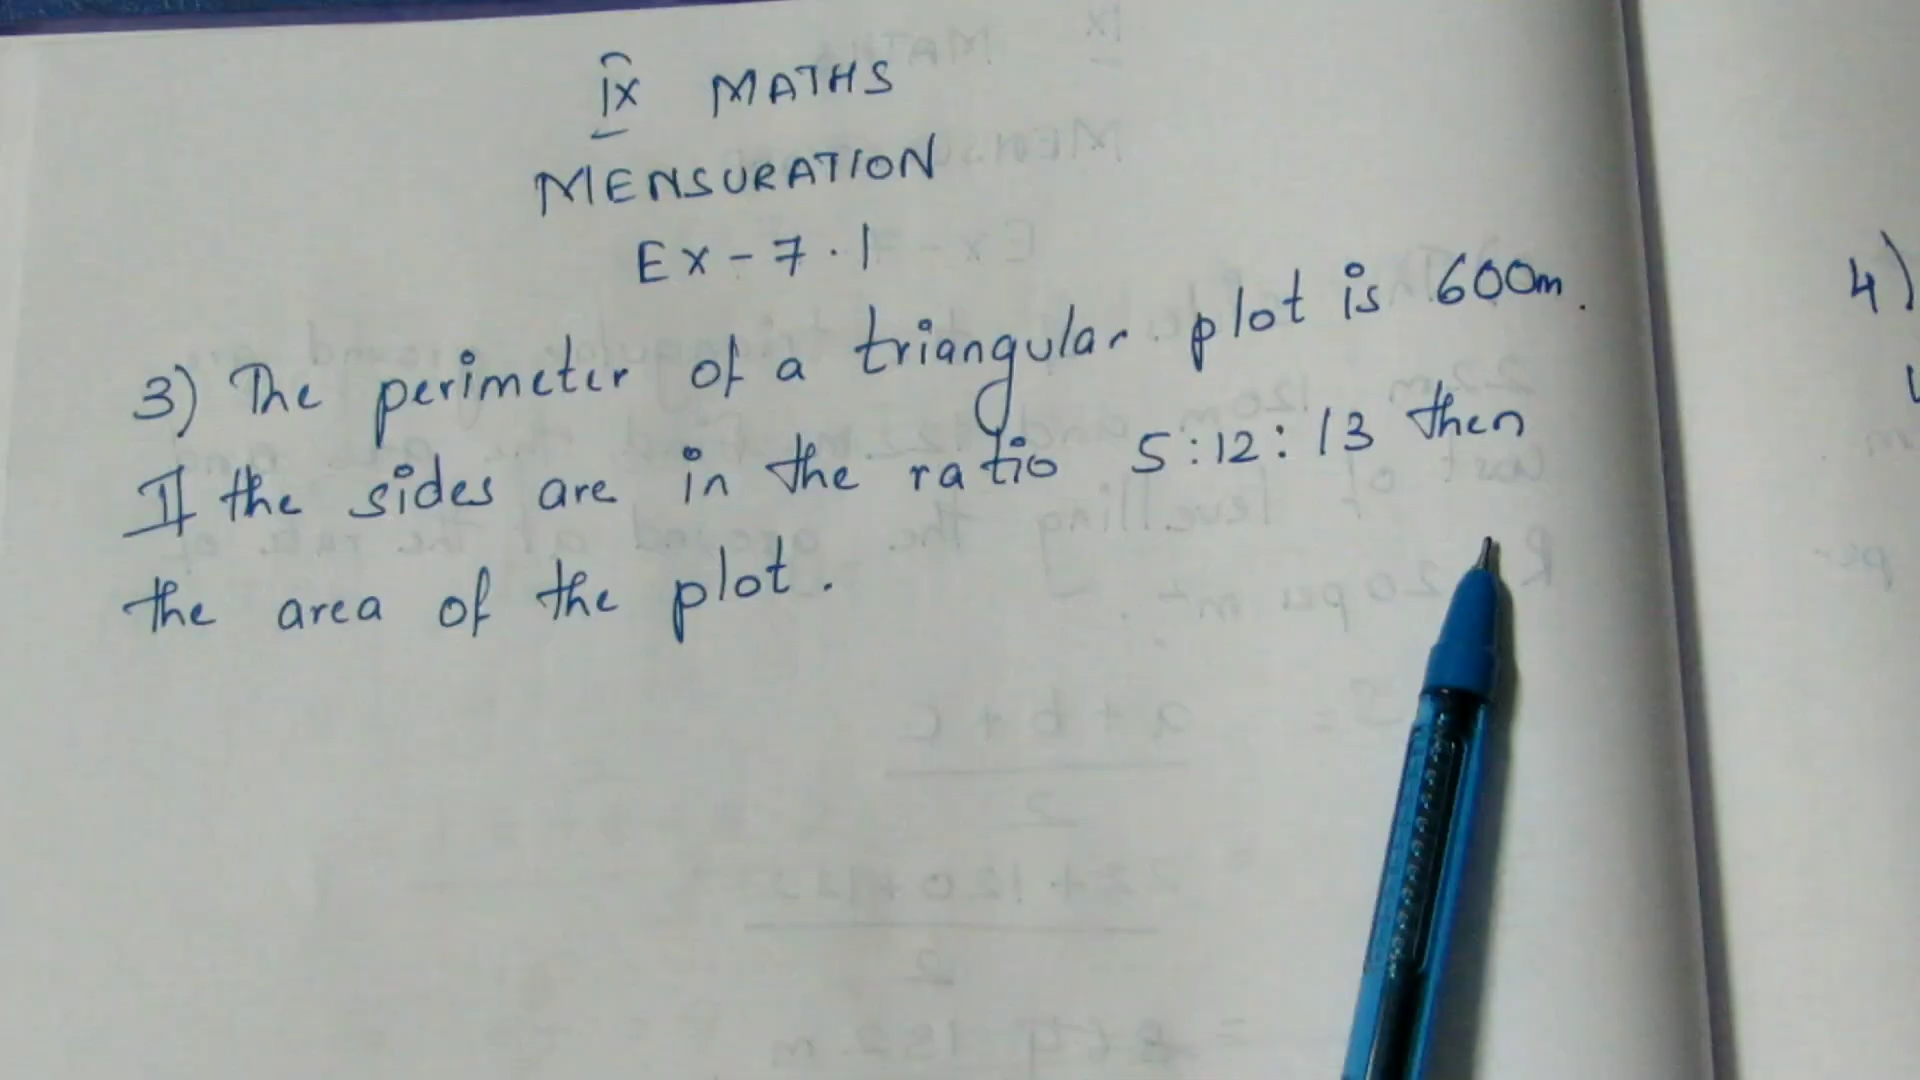 IX MATHS
MENSURATION
Ex - 7.1
3) The perimeter of a triangular plot is 600m.
If the sides are in the ratio 5:12:13 then
the area of the plot.
4)